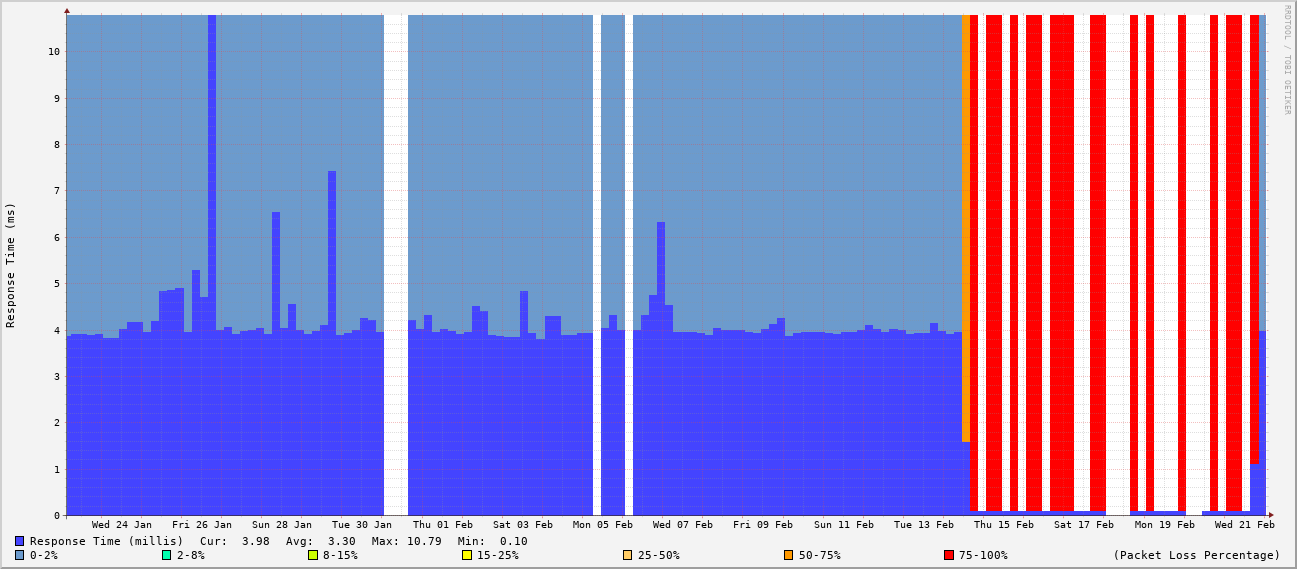 RRDTOOL / TOBI OETIKER
Response Time (ms)
10
9
8
7
6
5
4
3
2
1
0
Wed 24 Jan Fri 26 Jan Sun 28 Jan Tue 30 Jan Thu 01 Feb Sat 03 Feb Mon 05 Feb Wed 07 Feb Fri 09 Feb Sun 11 Feb Tue 13 Feb Thu 15 Feb Sat 17 Feb Mon 19 Feb Wed 21 Feb
Response Time (millis) Cur: 3.98 Avg: 3.30 Max: 10.79 Min: 0.10
0-2% 2-8% 8-15% 15-25% 25-50% 50-75% 75-100% (Packet Loss Percentage)